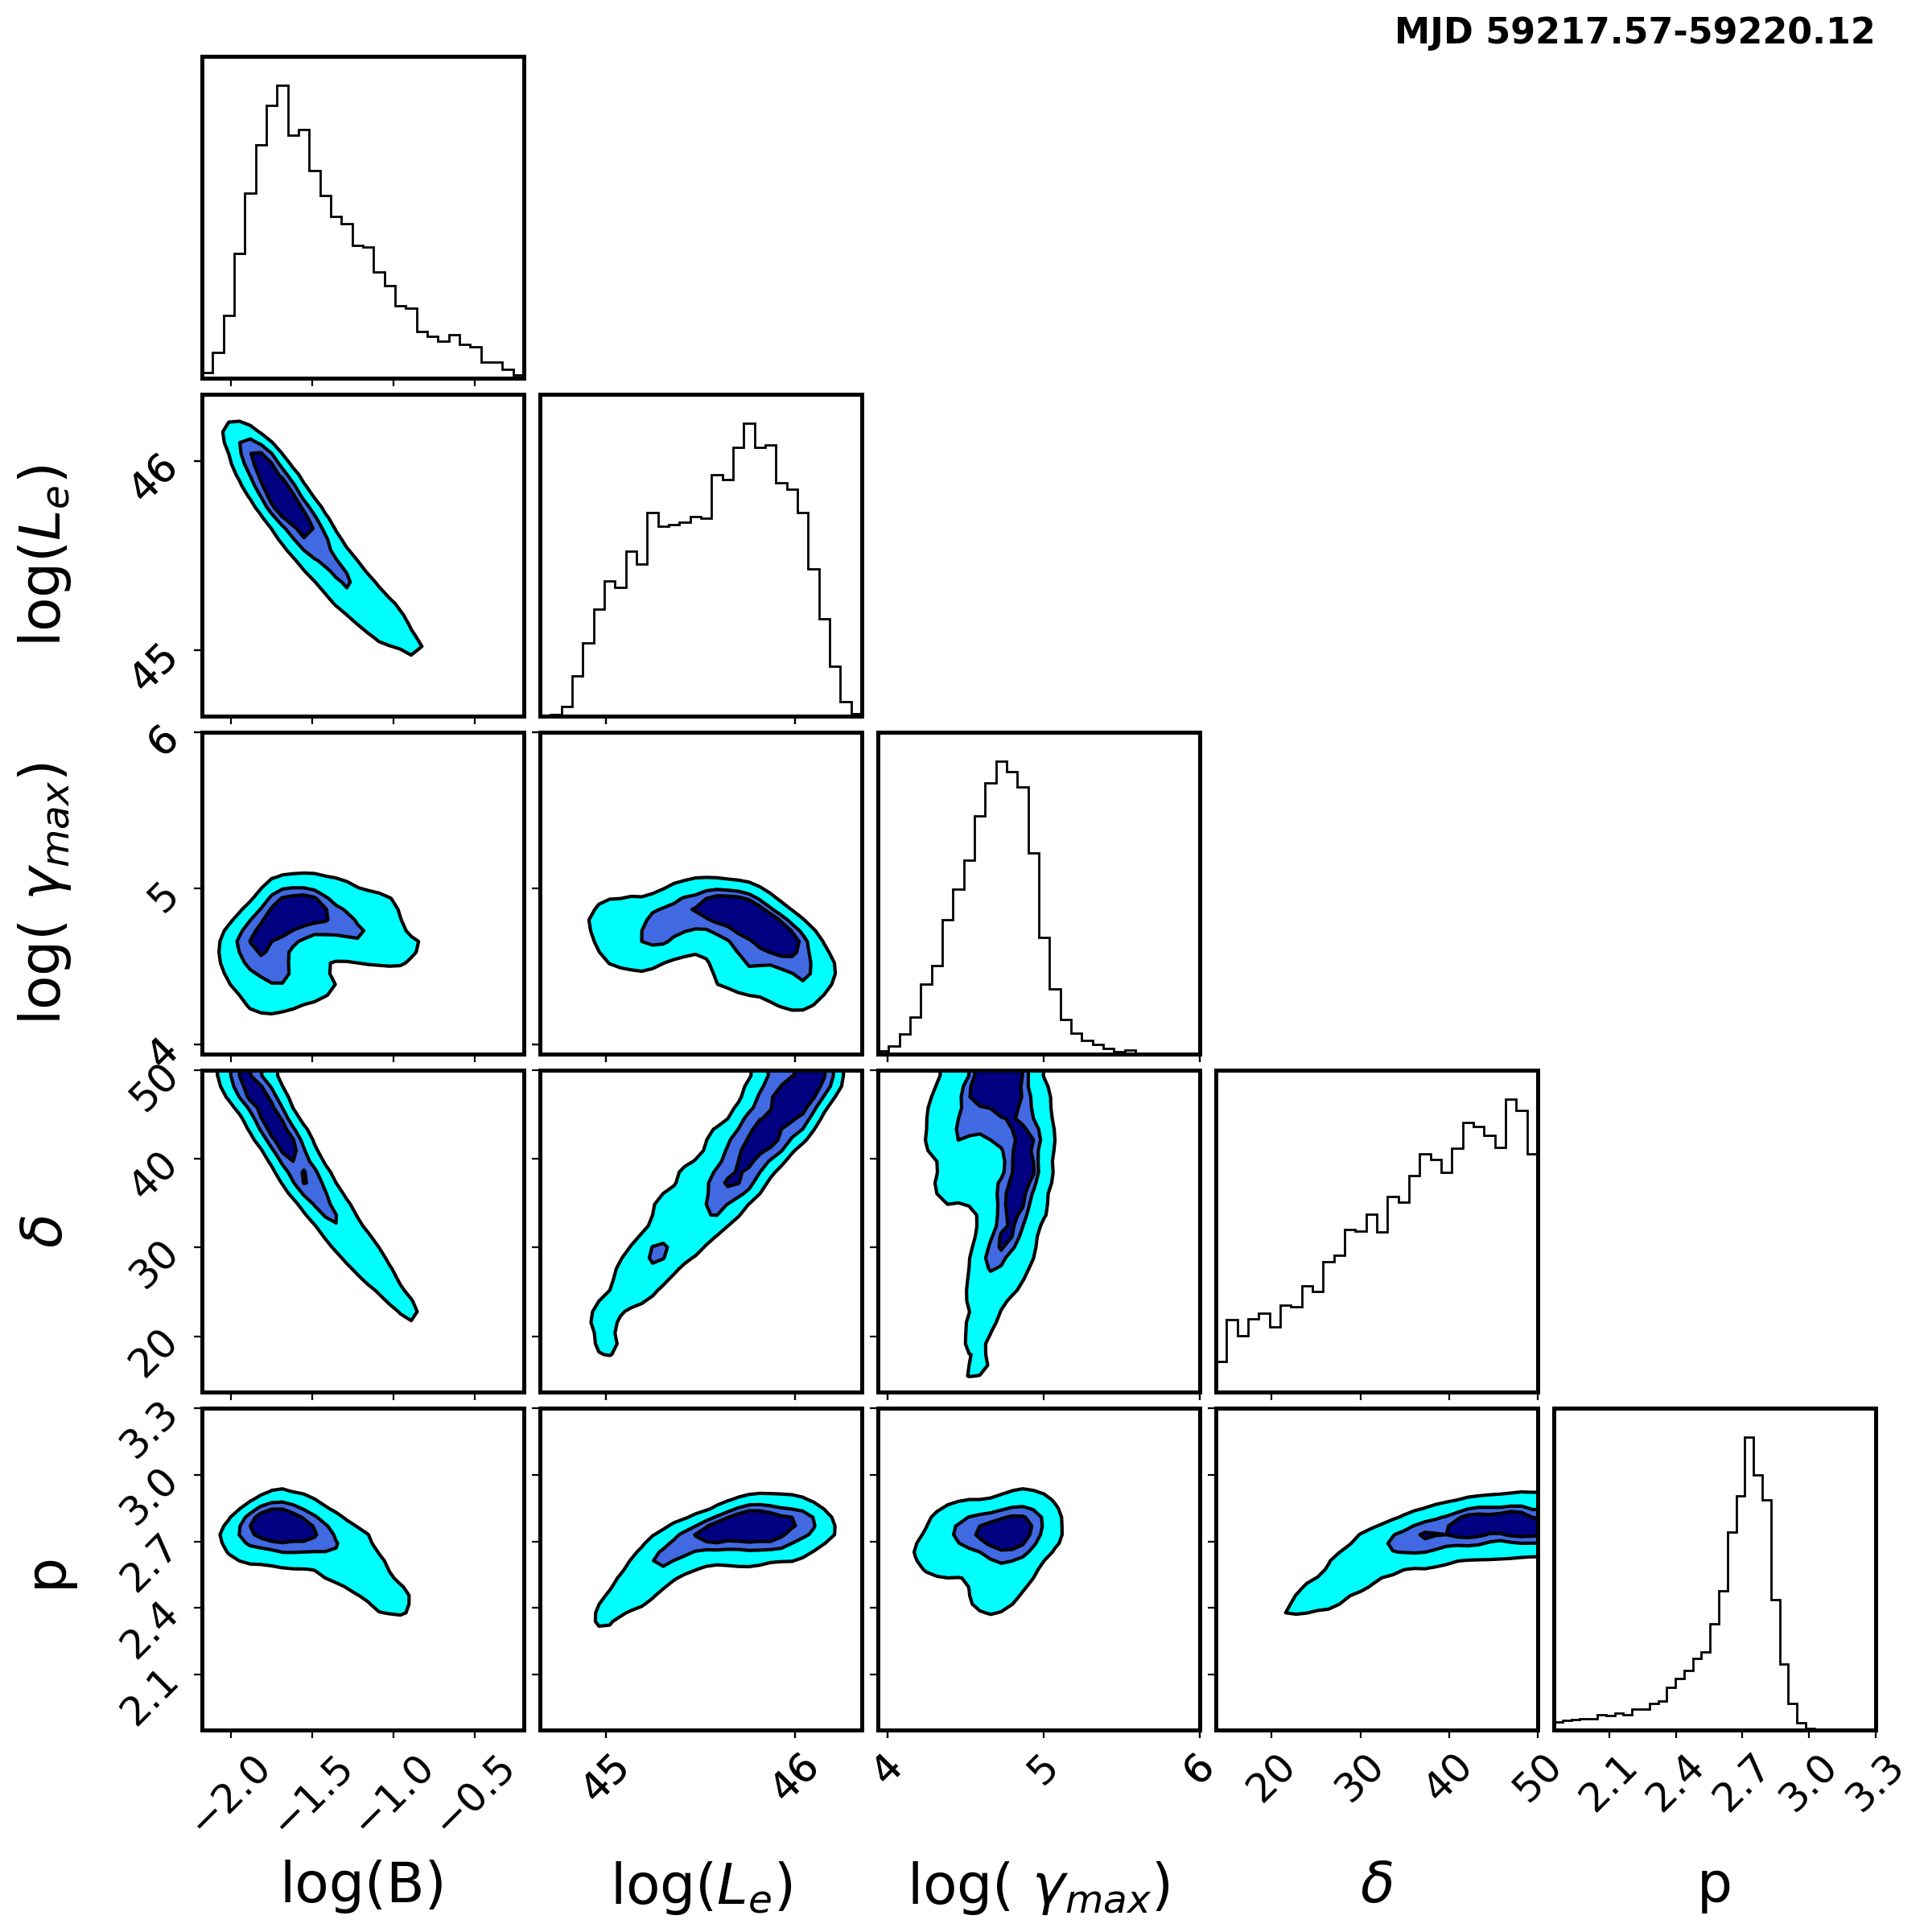 MJD 59217.57-59220.12
log(Lₑ)
46
45
log( γₘₐₓ)
6
5
4
δ
50
40
30
20
p
3.3
3.0
2.7
2.4
2.1
−2.0 −1.5 −1.0 −0.5 45 46 4 5 6 20 30 40 50 2.1 2.4 2.7 3.0 3.3
log(B) log(Lₑ) log( γₘₐₓ) δ p